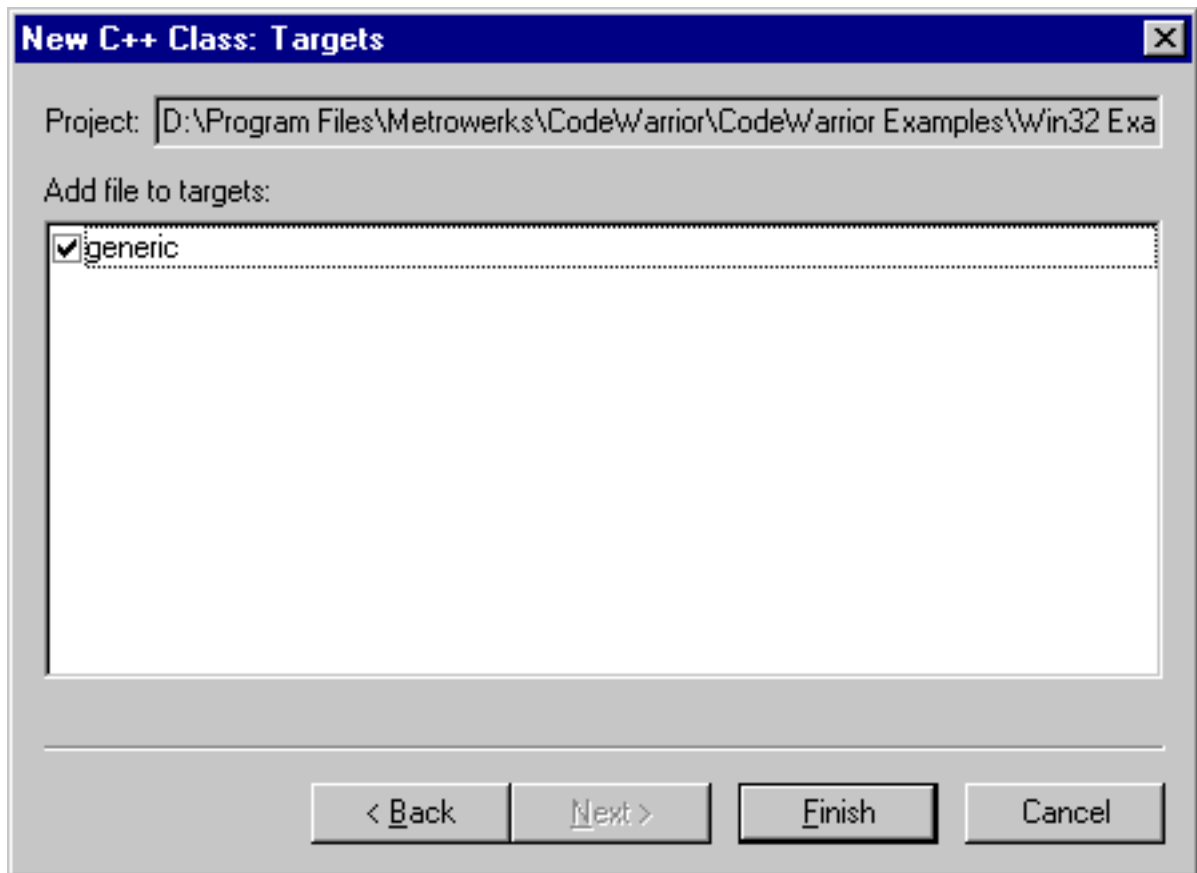 New C++ Class: Targets
Project: D:\Program Files\Metrowerks\CodeWarrior\CodeWarrior Examples\Win32 Exa
Add file to targets:
generic
< Back Next > Finish Cancel